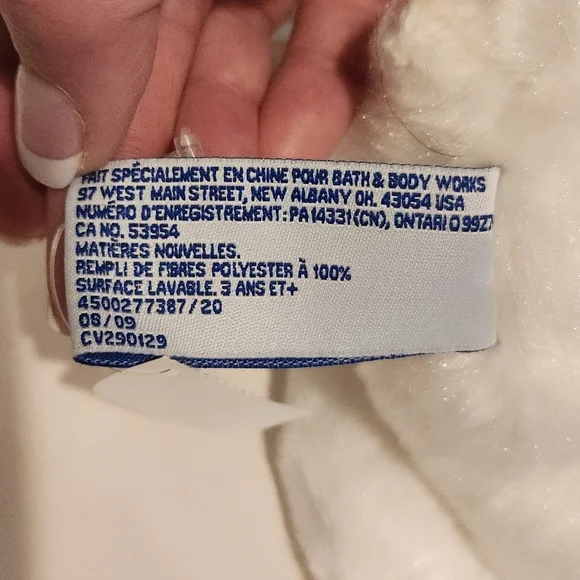 FAIT SPÉCIALEMENT EN CHINE POUR BATH & BODY WORKS
97 WEST MAIN STREET, NEW ALBANY OH. 43054 USA
NUMÉRO D'ENREGISTREMENT: PA14331(CN), ONTARIO 99Z7
CA NO. 53954
MATIÈRES NOUVELLES.
REMPLI DE FIBRES POLYESTER À 100%
SURFACE LAVABLE. 3 ANS ET+
4500277387/20
08/09
CV290129